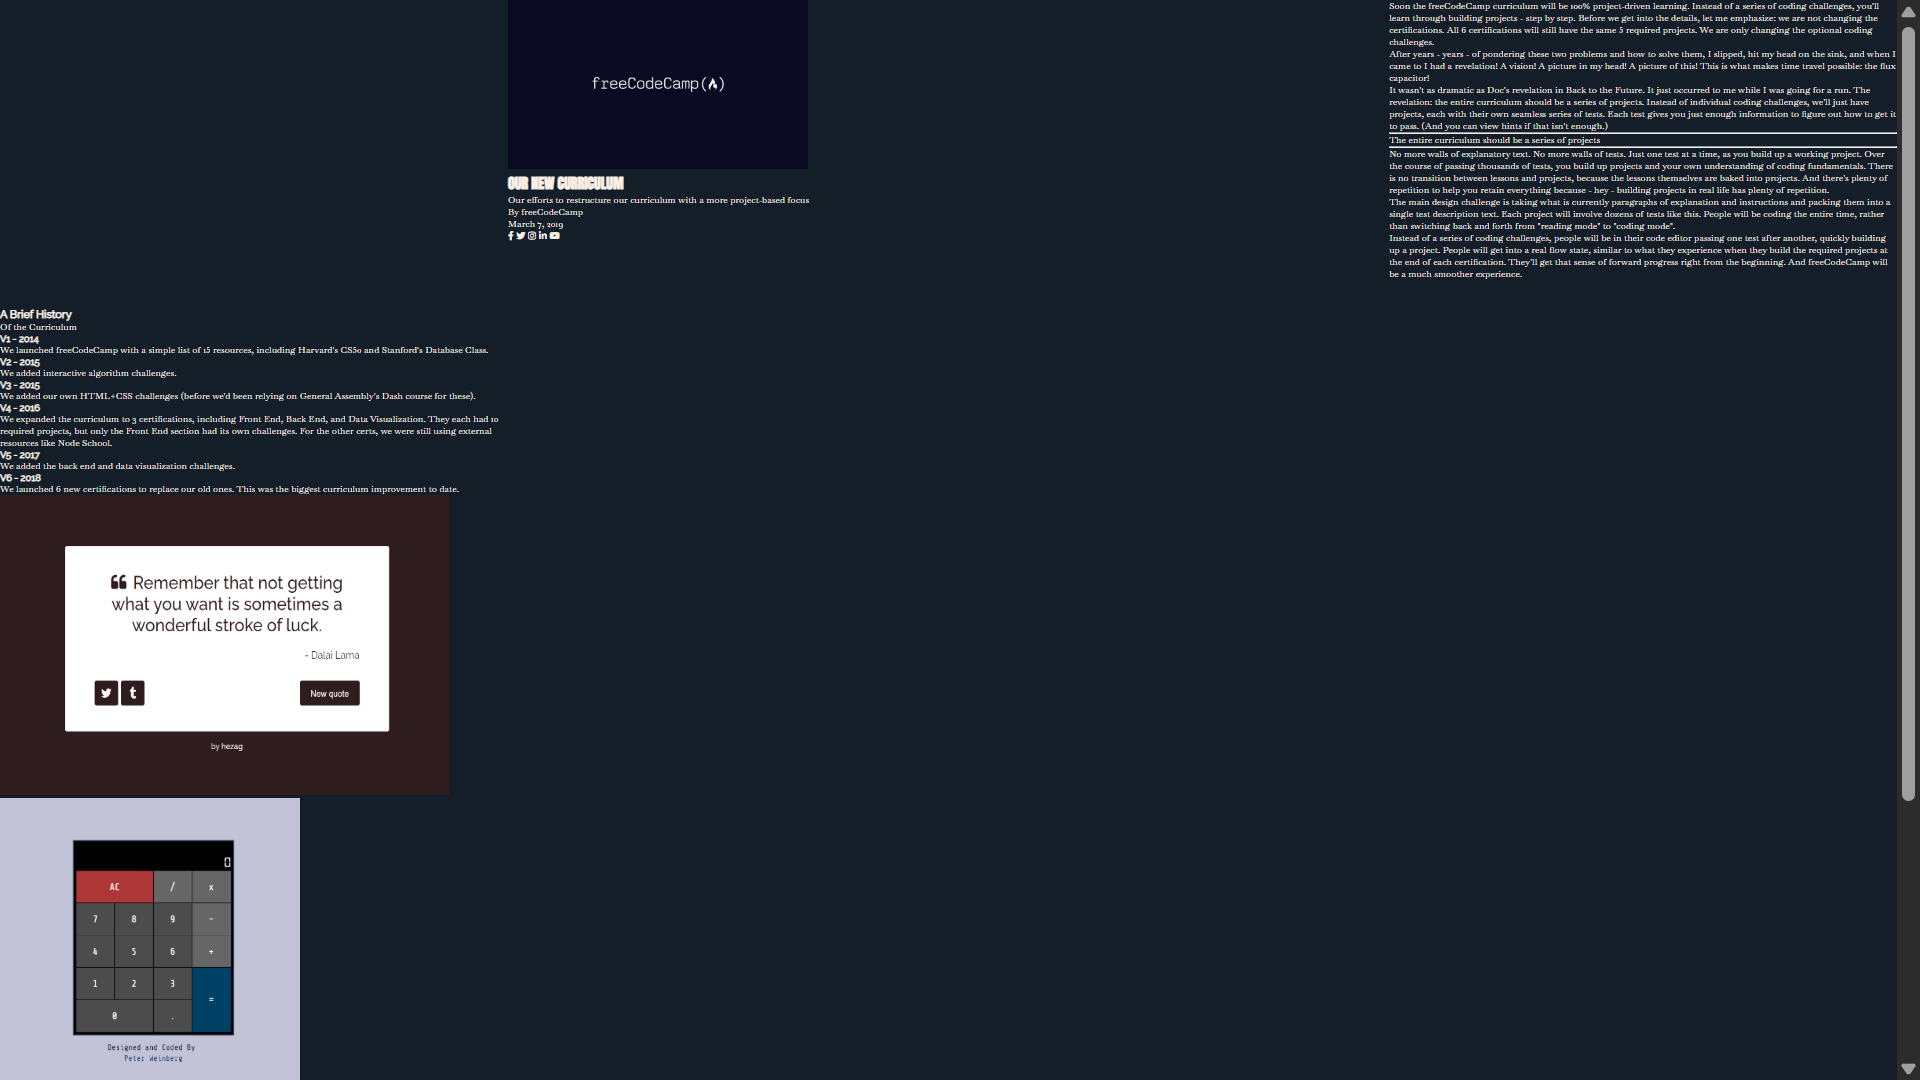 freeCodeCamp(🔥)
OUR NEW CURRICULUM
Our efforts to restructure our curriculum with a more project-based focus
By freeCodeCamp
March 7, 2019
Soon the freeCodeCamp curriculum will be 100% project-driven learning. Instead of a series of coding challenges, you'll
learn through building projects - step by step. Before we get into the details, let me emphasize: we are not changing the
certifications. All 6 certifications will still have the same 5 required projects. We are only changing the optional coding
challenges.
After years - years - of pondering these two problems and how to solve them, I slipped, hit my head on the sink, and when I
came to I had a revelation! A vision! A picture in my head! A picture of this! This is what makes time travel possible: the flux
capacitor!
It wasn't as dramatic as Doc's revelation in Back to the Future. It just occurred to me while I was going for a run. The
revelation: the entire curriculum should be a series of projects. Instead of individual coding challenges, we'll just have
projects, each with their own seamless series of tests. Each test gives you just enough information to figure out how to get it
to pass. (And you can view hints if that isn't enough.)
The entire curriculum should be a series of projects
No more walls of explanatory text. No more walls of tests. Just one test at a time, as you build up a working project. Over
the course of passing thousands of tests, you build up projects and your own understanding of coding fundamentals. There
is no transition between lessons and projects, because the lessons themselves are baked into projects. And there's plenty of
repetition to help you retain everything because - hey - building projects in real life has plenty of repetition.
The main design challenge is taking what is currently paragraphs of explanation and instructions and packing them into a
single test description text. Each project will involve dozens of tests like this. People will be coding the entire time, rather
than switching back and forth from "reading mode" to "coding mode".
Instead of a series of coding challenges, people will be in their code editor passing one test after another, quickly building
up a project. People will get into a real flow state, similar to what they experience when they build the required projects at
the end of each certification. They'll get that sense of forward progress right from the beginning. And freeCodeCamp will
be a much smoother experience.
A Brief History
Of the Curriculum
V1 - 2014
We launched freeCodeCamp with a simple list of 15 resources, including Harvard's CS50 and Stanford's Database Class.
V2 - 2015
We added interactive algorithm challenges.
V3 - 2015
We added our own HTML+CSS challenges (before we'd been relying on General Assembly's Dash course for these).
V4 - 2016
We expanded the curriculum to 3 certifications, including Front End, Back End, and Data Visualization. They each had 10
required projects, but only the Front End section had its own challenges. For the other certs, we were still using external
resources like Node School.
V5 - 2017
We added the back end and data visualization challenges.
V6 - 2018
We launched 6 new certifications to replace our old ones. This was the biggest curriculum improvement to date.
“ Remember that not getting
what you want is sometimes a
wonderful stroke of luck.
- Dalai Lama
New quote
by hezag
0
AC / x
7 8 9 -
4 5 6 +
1 2 3 =
0 .
Designed and Coded By
Peter Weinberg